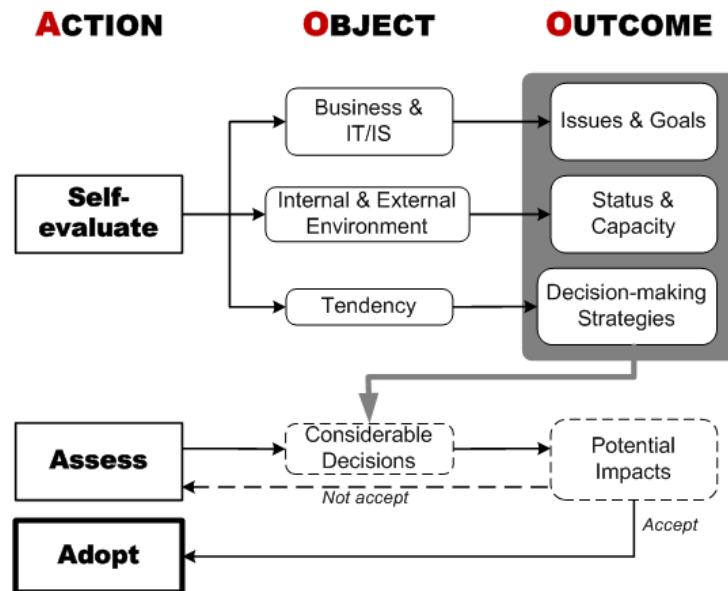 ACTION OBJECT OUTCOME
Business &
IT/IS
Issues & Goals
Self-
evaluate
Internal & External
Environment
Status &
Capacity
Tendency
Decision-making
Strategies
Assess
Considerable
Decisions
Potential
Impacts
Not accept
Accept
Adopt